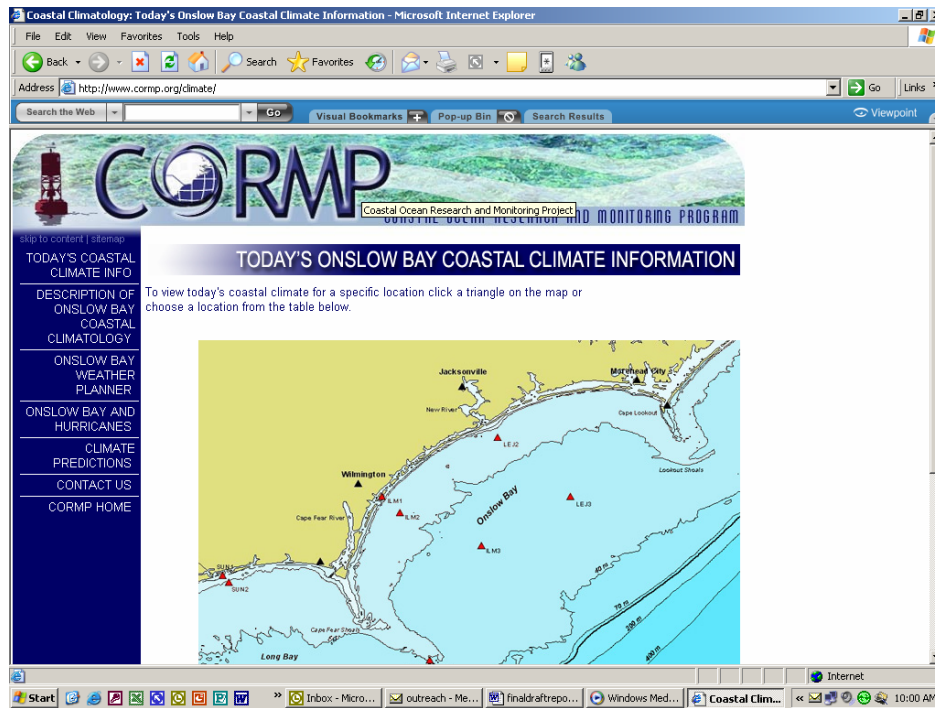 Coastal Climatology: Today's Onslow Bay Coastal Climate Information - Microsoft Internet Explorer
File Edit View Favorites Tools Help
Back Search Favorites
Address http://www.cormp.org/climate/ Go Links
Search the Web Go Visual Bookmarks Pop-up Bin Search Results Viewpoint
CORMP
Coastal Ocean Research and Monitoring Project
COASTAL OCEAN RESEARCH AND MONITORING PROGRAM
skip to content | sitemap
TODAY'S COASTAL
CLIMATE INFO
DESCRIPTION OF
ONSLOW BAY
COASTAL
CLIMATOLOGY
ONSLOW BAY
WEATHER
PLANNER
ONSLOW BAY AND
HURRICANES
CLIMATE
PREDICTIONS
CONTACT US
CORMP HOME
TODAY'S ONSLOW BAY COASTAL CLIMATE INFORMATION
To view today's coastal climate for a specific location click a triangle on the map or
choose a location from the table below.
Jacksonville
Morehead City
New River
Cape Lookout
LEJ2
Lookout Shoals
Wilmington
Onslow Bay
ILM1
LEJ3
ILM2
Cape Fear River
ILM3
SUN1
SUN2
40 m
70 m
200 m
400 m
Cape Fear Shoals
Long Bay
Internet
Start Inbox - Micro... outreach - Me... finaldraftrepo... Windows Med... Coastal Clim... 10:00 AM